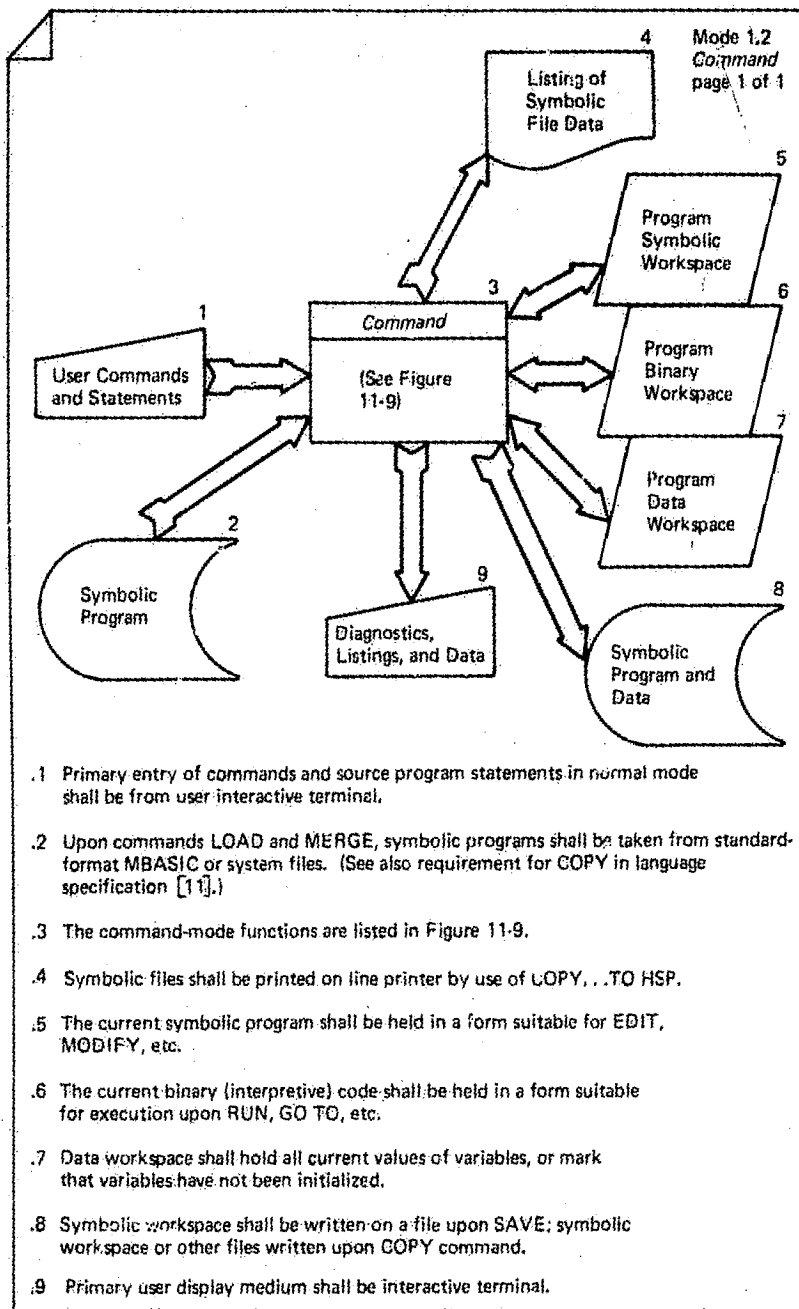 4
Mode 1.2
Command
page 1 of 1
Listing of
Symbolic
File Data
5
Program
Symbolic
Workspace
3
6
1
Command
User Commands
and Statements
(See Figure
11-9)
Program
Binary
Workspace
7
Program
Data
Workspace
2
Symbolic
Program
9
Diagnostics,
Listings, and Data
8
Symbolic
Program and
Data
.1 Primary entry of commands and source program statements in normal mode
shall be from user interactive terminal.
.2 Upon commands LOAD and MERGE, symbolic programs shall be taken from standard-
format MBASIC or system files. (See also requirement for COPY in language
specification [11].)
.3 The command-mode functions are listed in Figure 11-9.
.4 Symbolic files shall be printed on line printer by use of COPY. . .TO HSP.
.5 The current symbolic program shall be held in a form suitable for EDIT,
MODIFY, etc.
.6 The current binary (interpretive) code shall be held in a form suitable
for execution upon RUN, GO TO, etc.
.7 Data workspace shall hold all current values of variables, or mark
that variables have not been initialized.
.8 Symbolic workspace shall be written on a file upon SAVE; symbolic
workspace or other files written upon COPY command.
.9 Primary user display medium shall be interactive terminal.